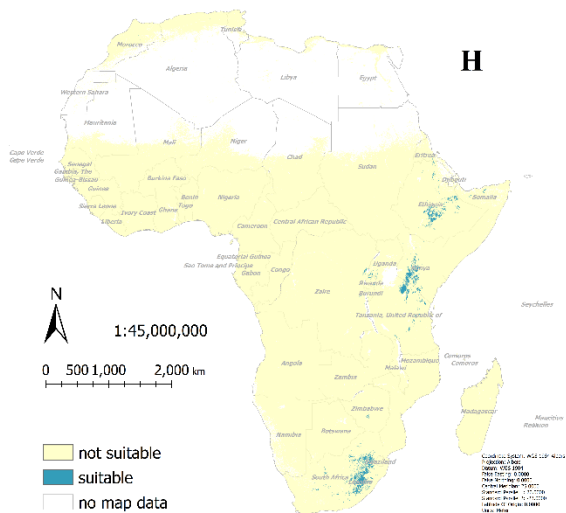 Tunisia
Morocco
H
Algeria
Libya
Egypt
Western Sahara
Mauritania
Cape Verde
Cape Verde
Mali
Niger
Chad
Sudan
Eritrea
Senegal
Gambia, The
Guinea-Bissau
Guinea
Burkina Faso
Djibouti
Sierra Leone
Ivory Coast
Ghana
Togo
Benin
Nigeria
Ethiopia
Somalia
Liberia
Cameroon
Central African Republic
Equatorial Guinea
Sao Tome and Principe
Gabon
Congo
Uganda
Kenya
Rwanda
Burundi
Zaire
Tanzania, United Republic of
Seychelles
N
1:45,000,000
0 500 1,000 2,000 km
Angola
Zambia
Malawi
Mozambique
Comoros
Comoros
Zimbabwe
Madagascar
Mauritius
Reunion
Namibia
Botswana
Swaziland
South Africa
not suitable
suitable
no map data